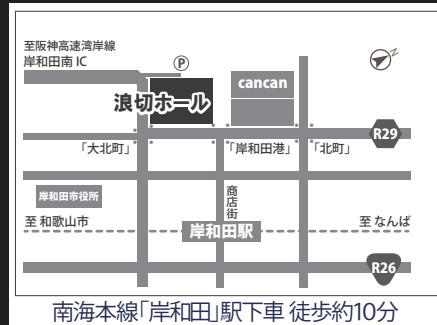 至阪神高速湾岸線
岸和田南 IC
P
Z
cancan
浪切ホール
R29
「大北町」
「岸和田港」
「北町」
岸和田市役所
商店街
至 和歌山市
岸和田駅
至 なんば
R26
南海本線「岸和田」駅下車 徒歩約10分